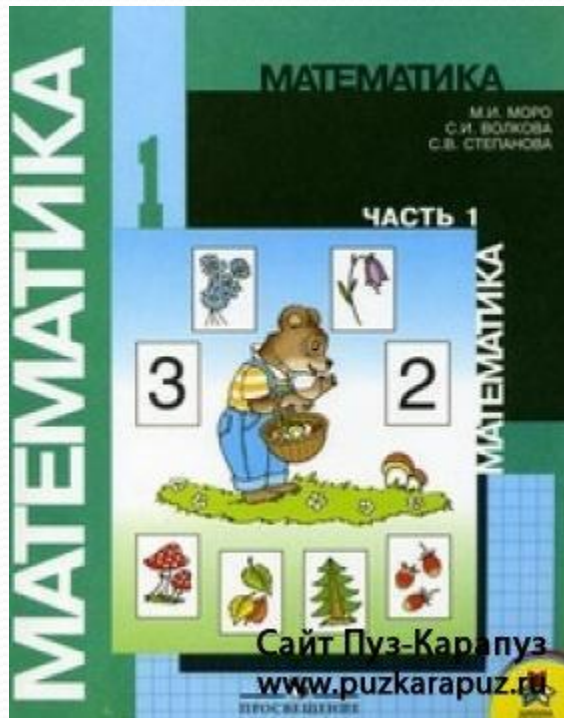 МАТЕМАТИКА
МАТЕМАТИКА
М.И. МОРО
С.И. ВОЛКОВА
С.В. СТЕПАНОВА
1
ЧАСТЬ 1
МАТЕМАТИКА
3
2
Сайт Пуз-Карапуз
www.puzkarapuz.ru
ПРОСВЕЩЕНИЕ